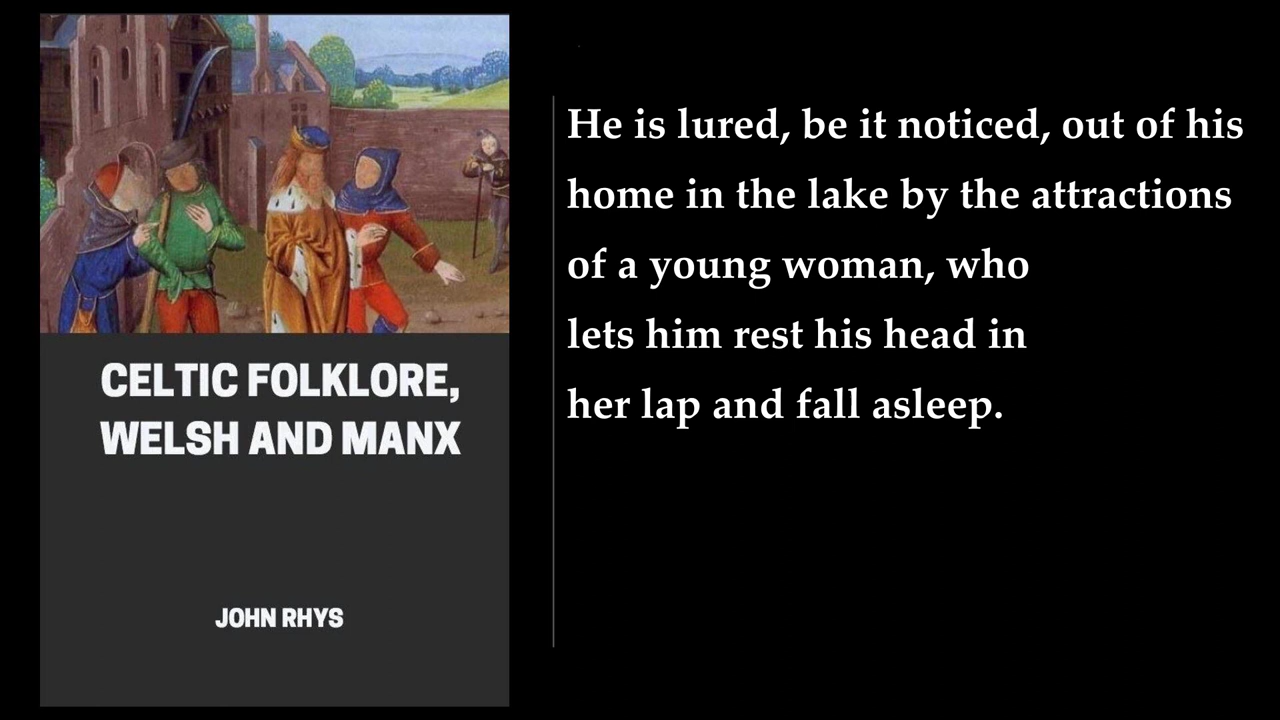 CELTIC FOLKLORE,
WELSH AND MANX
JOHN RHYS
He is lured, be it noticed, out of his
home in the lake by the attractions
of a young woman, who
lets him rest his head in
her lap and fall asleep.